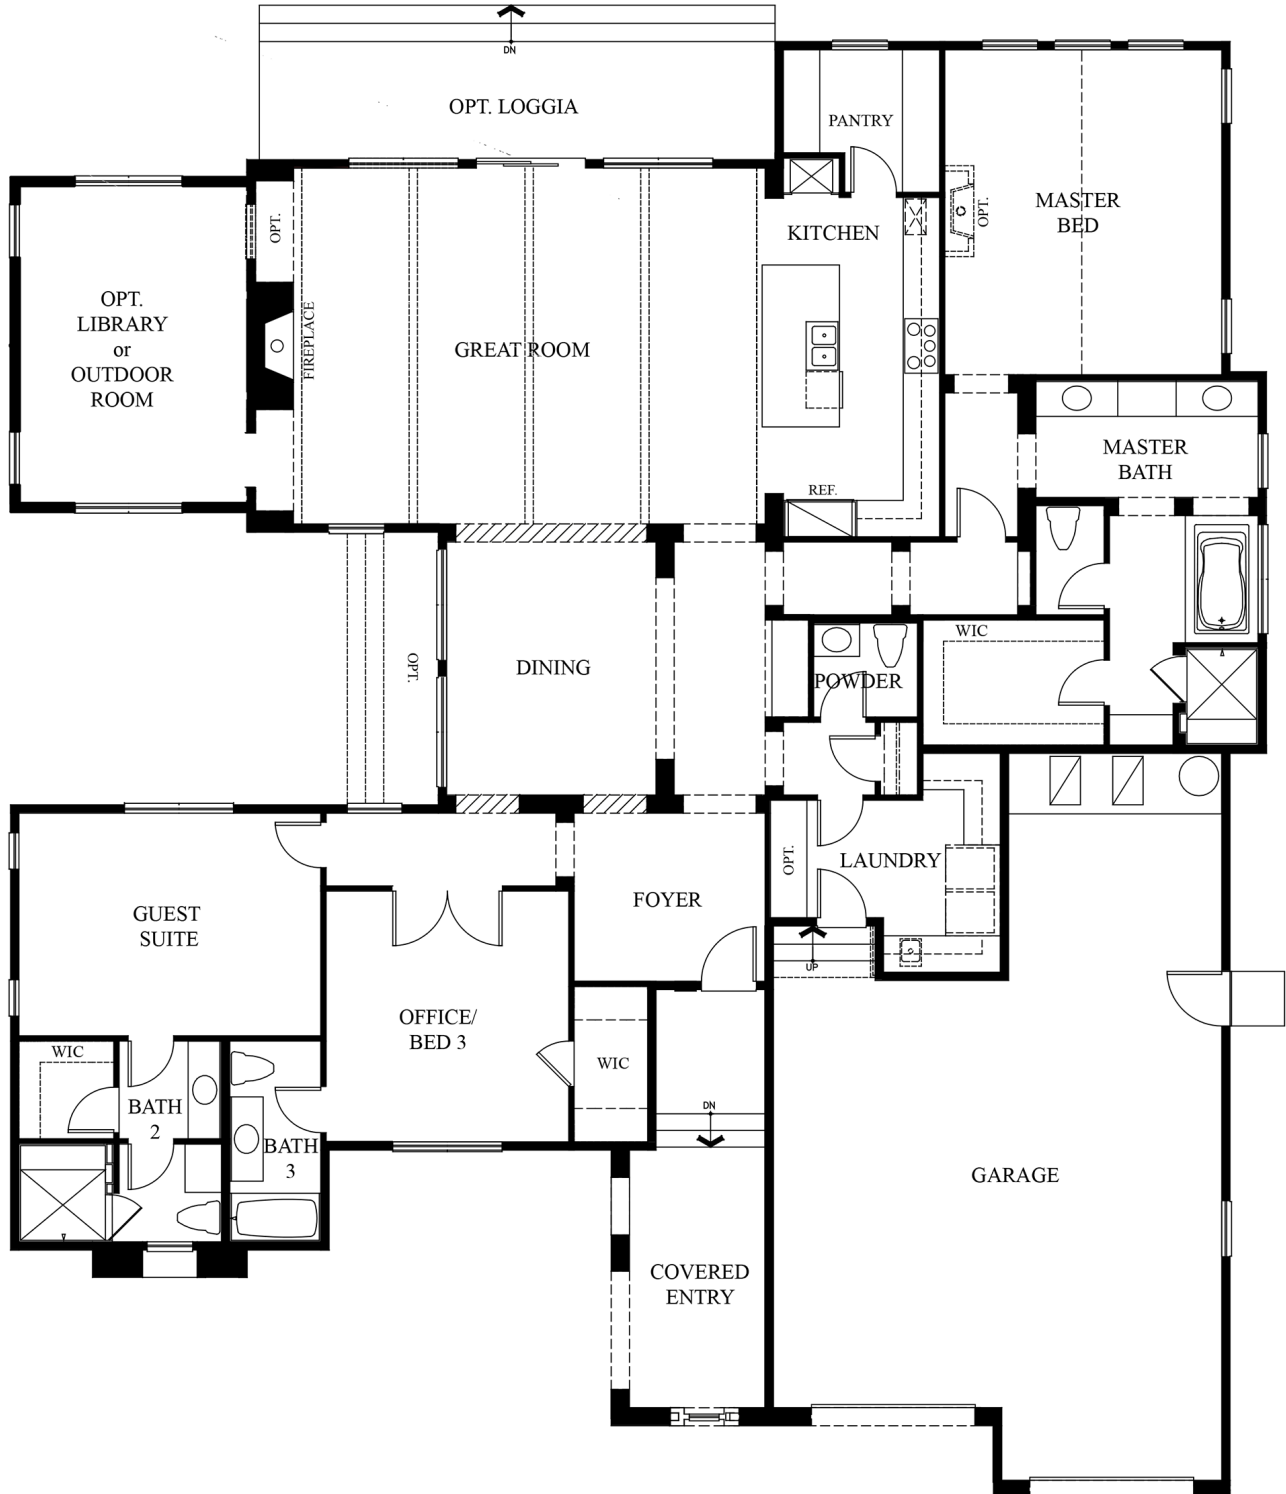 DN
OPT. LOGGIA
PANTRY
OPT.
KITCHEN
OPT.
MASTER
BED
OPT.
LIBRARY
or
OUTDOOR
ROOM
FIREPLACE
GREAT ROOM
MASTER
BATH
REF.
OPT.
DINING
WIC
POWDER
OPT.
LAUNDRY
GUEST
SUITE
FOYER
UP
OFFICE/
BED 3
WIC
WIC
BATH
2
BATH
3
DN
GARAGE
COVERED
ENTRY